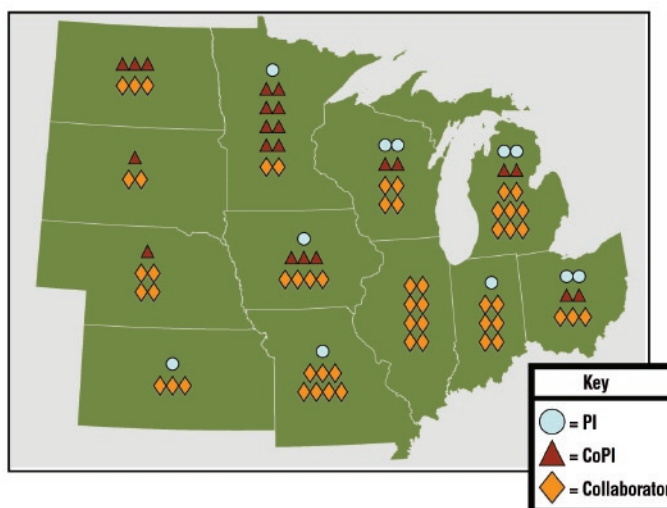 Key
= PI
= CoPI
= Collaborator